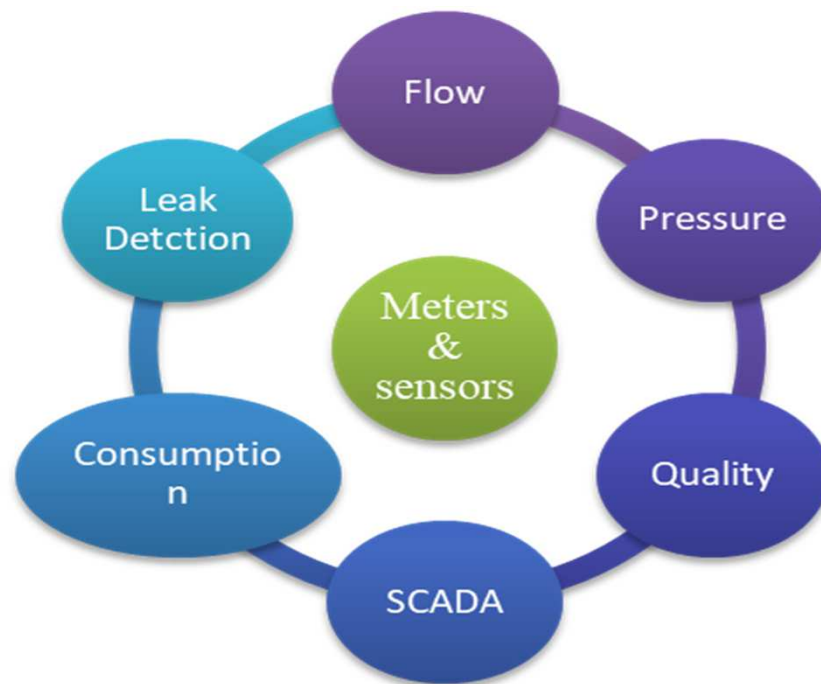 Flow
Pressure
Quality
SCADA
Consumptio
n
Leak
Detction
Meters
&
sensors